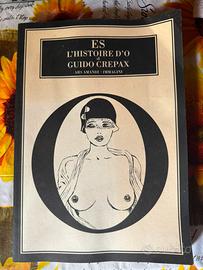 ES
L'HISTOIRE D'O
DI GUIDO CREPAX
ARS AMANDI - IMMAGINI